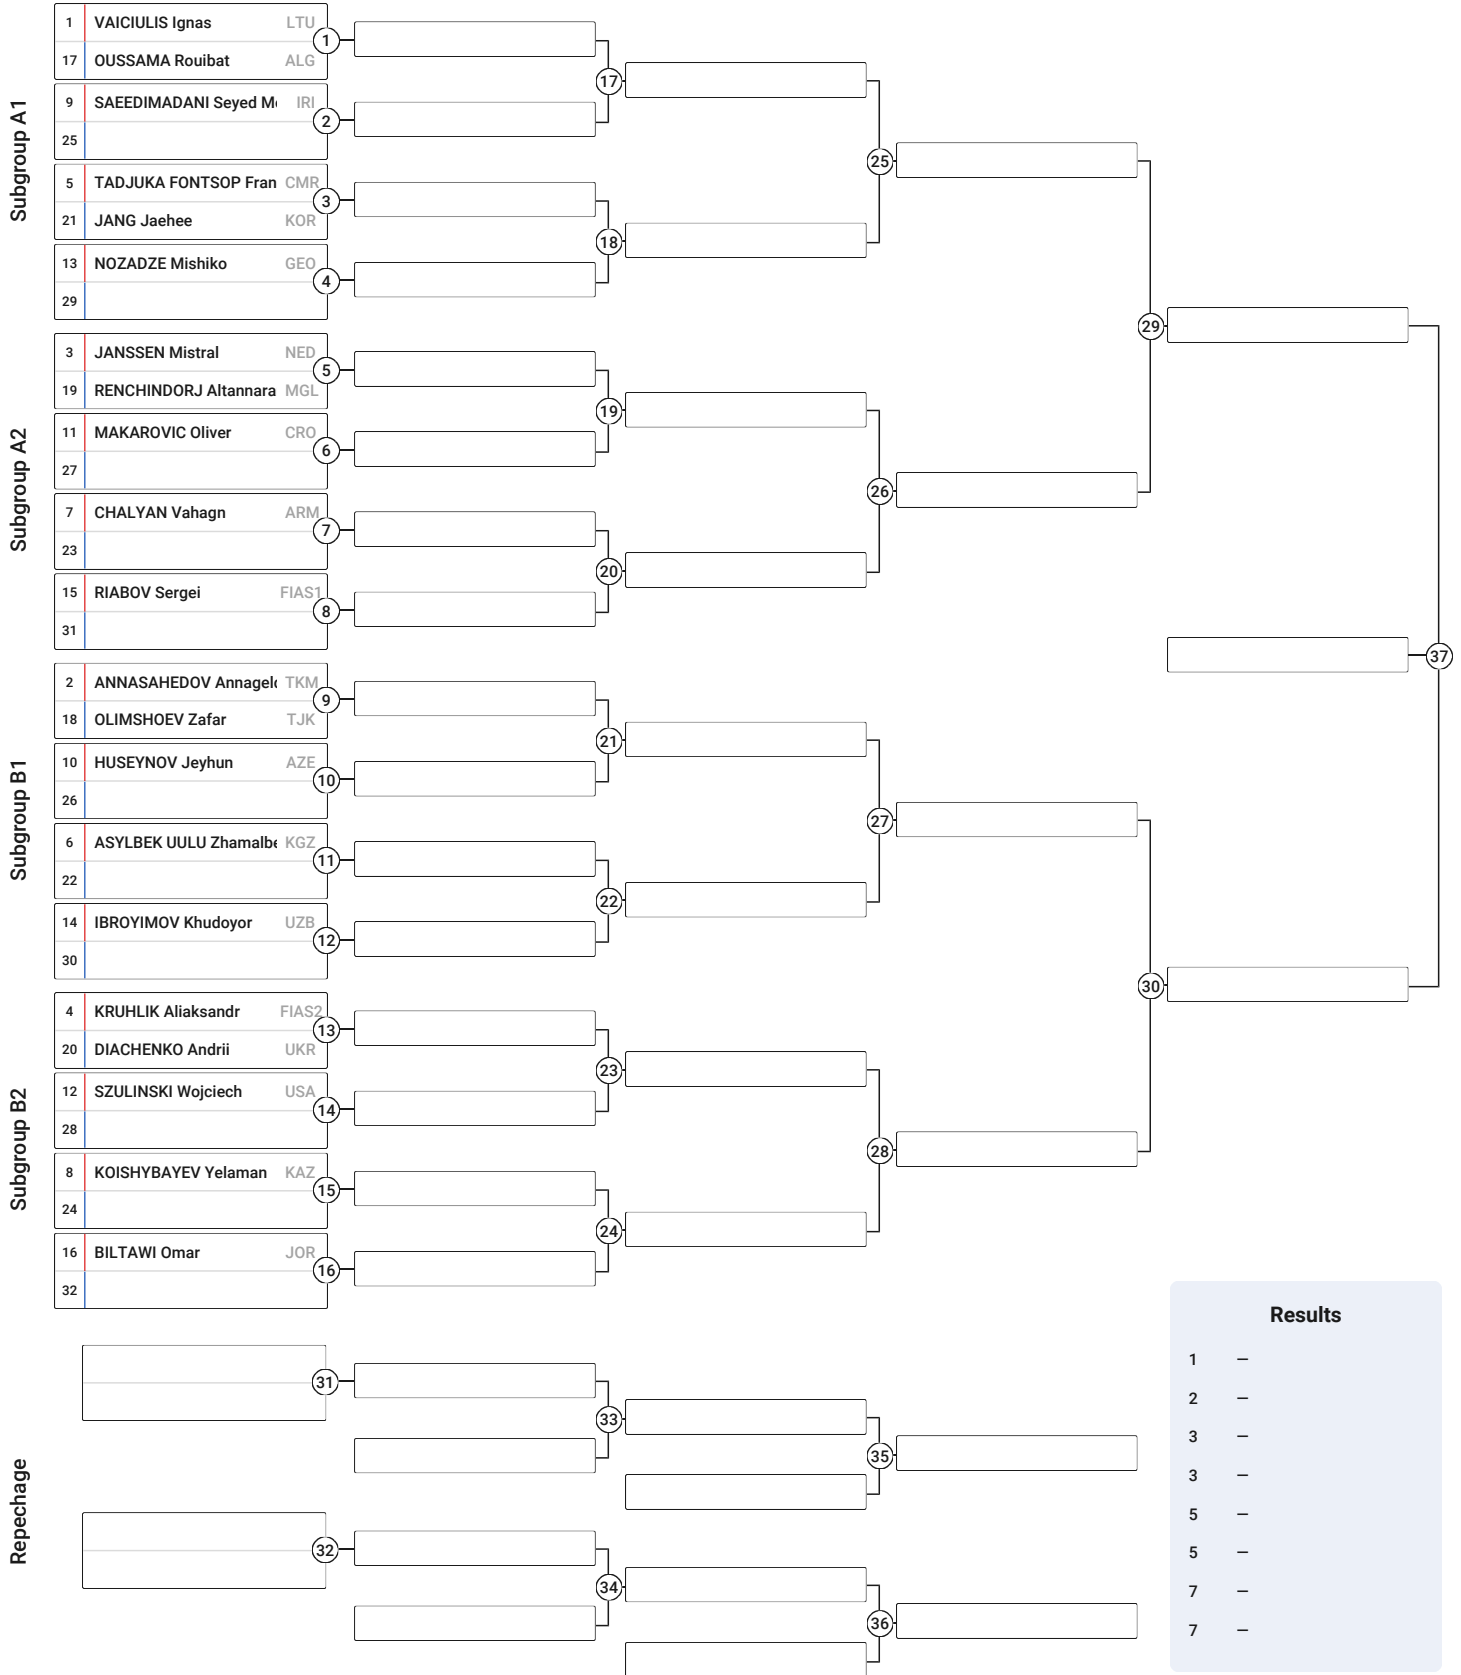 Subgroup A1
1 VAICIULIS Ignas LTU
17 OUSSAMA Rouibat ALG
1
9 SAEEDIMADANI Seyed IRI
25
2
17
5 TADJUKA FONTSOP Fran CMR
21 JANG Jaehee KOR
3
13 NOZADZE Mishiko GEO
29
4
18
25
Subgroup A2
3 JANSSEN Mistral NED
19 RENCHINDORJ Altannara MGL
5
11 MAKAROVIC Oliver CRO
27
6
19
7 CHALYAN Vahagn ARM
23
7
15 RIABOV Sergei FIAS1
31
8
20
26
29
Subgroup B1
2 ANNASAHEDOV Annagel TKM
18 OLIMSHOEV Zafar TJK
9
10 HUSEYNOV Jeyhun AZE
26
10
21
6 ASYLBEK UULU Zhamalbe KGZ
22
11
14 IBROYIMOV Khudoyor UZB
30
12
22
27
Subgroup B2
4 KRUHLIK Aliaksandr FIAS2
20 DIACHENKO Andrii UKR
13
12 SZULINSKI Wojciech USA
28
14
23
8 KOISHYBAYEV Yelaman KAZ
24
15
16 BILTAWI Omar JOR
32
16
24
28
30
37
Repechage
31
33
35
32
34
36
Results
1 –
2 –
3 –
3 –
5 –
5 –
7 –
7 –